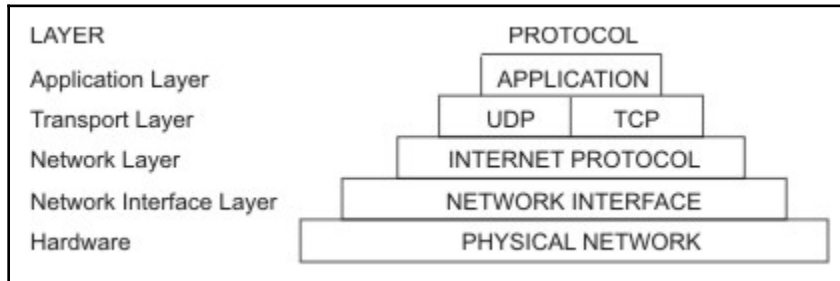 LAYER PROTOCOL
Application Layer APPLICATION
Transport Layer UDP TCP
Network Layer INTERNET PROTOCOL
Network Interface Layer NETWORK INTERFACE
Hardware PHYSICAL NETWORK